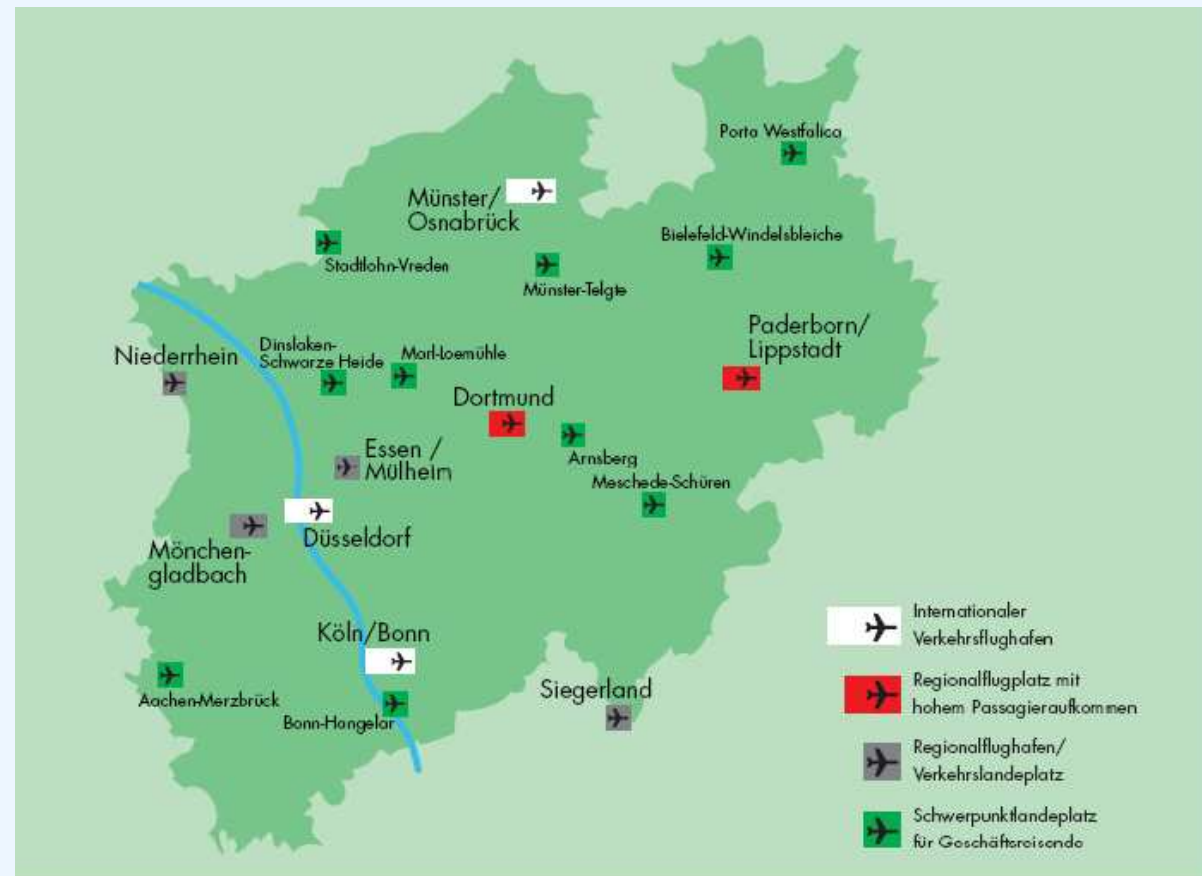 Porta Westfalica
Münster/
Osnabrück
Bielefeld-Windelsbleiche
Stadtlohn-Vreden
Münster-Telgte
Paderborn/
Lippstadt
Niederrhein
Dinslaken-
Schwarze Heide
Marl-Loemühle
Dortmund
Essen /
Mülheim
Arnsberg
Meschede-Schüren
Düsseldorf
Mönchen-
gladbach
Internationaler
Verkehrsflughafen
Köln/Bonn
Siegerland
Regionalflugplatz mit
hohem Passagieraufkommen
Aachen-Merzbrück
Bonn-Hangelar
Regionalflughafen/
Verkehrslandeplatz
Schwerpunktlandeplatz
für Geschäftsreisende